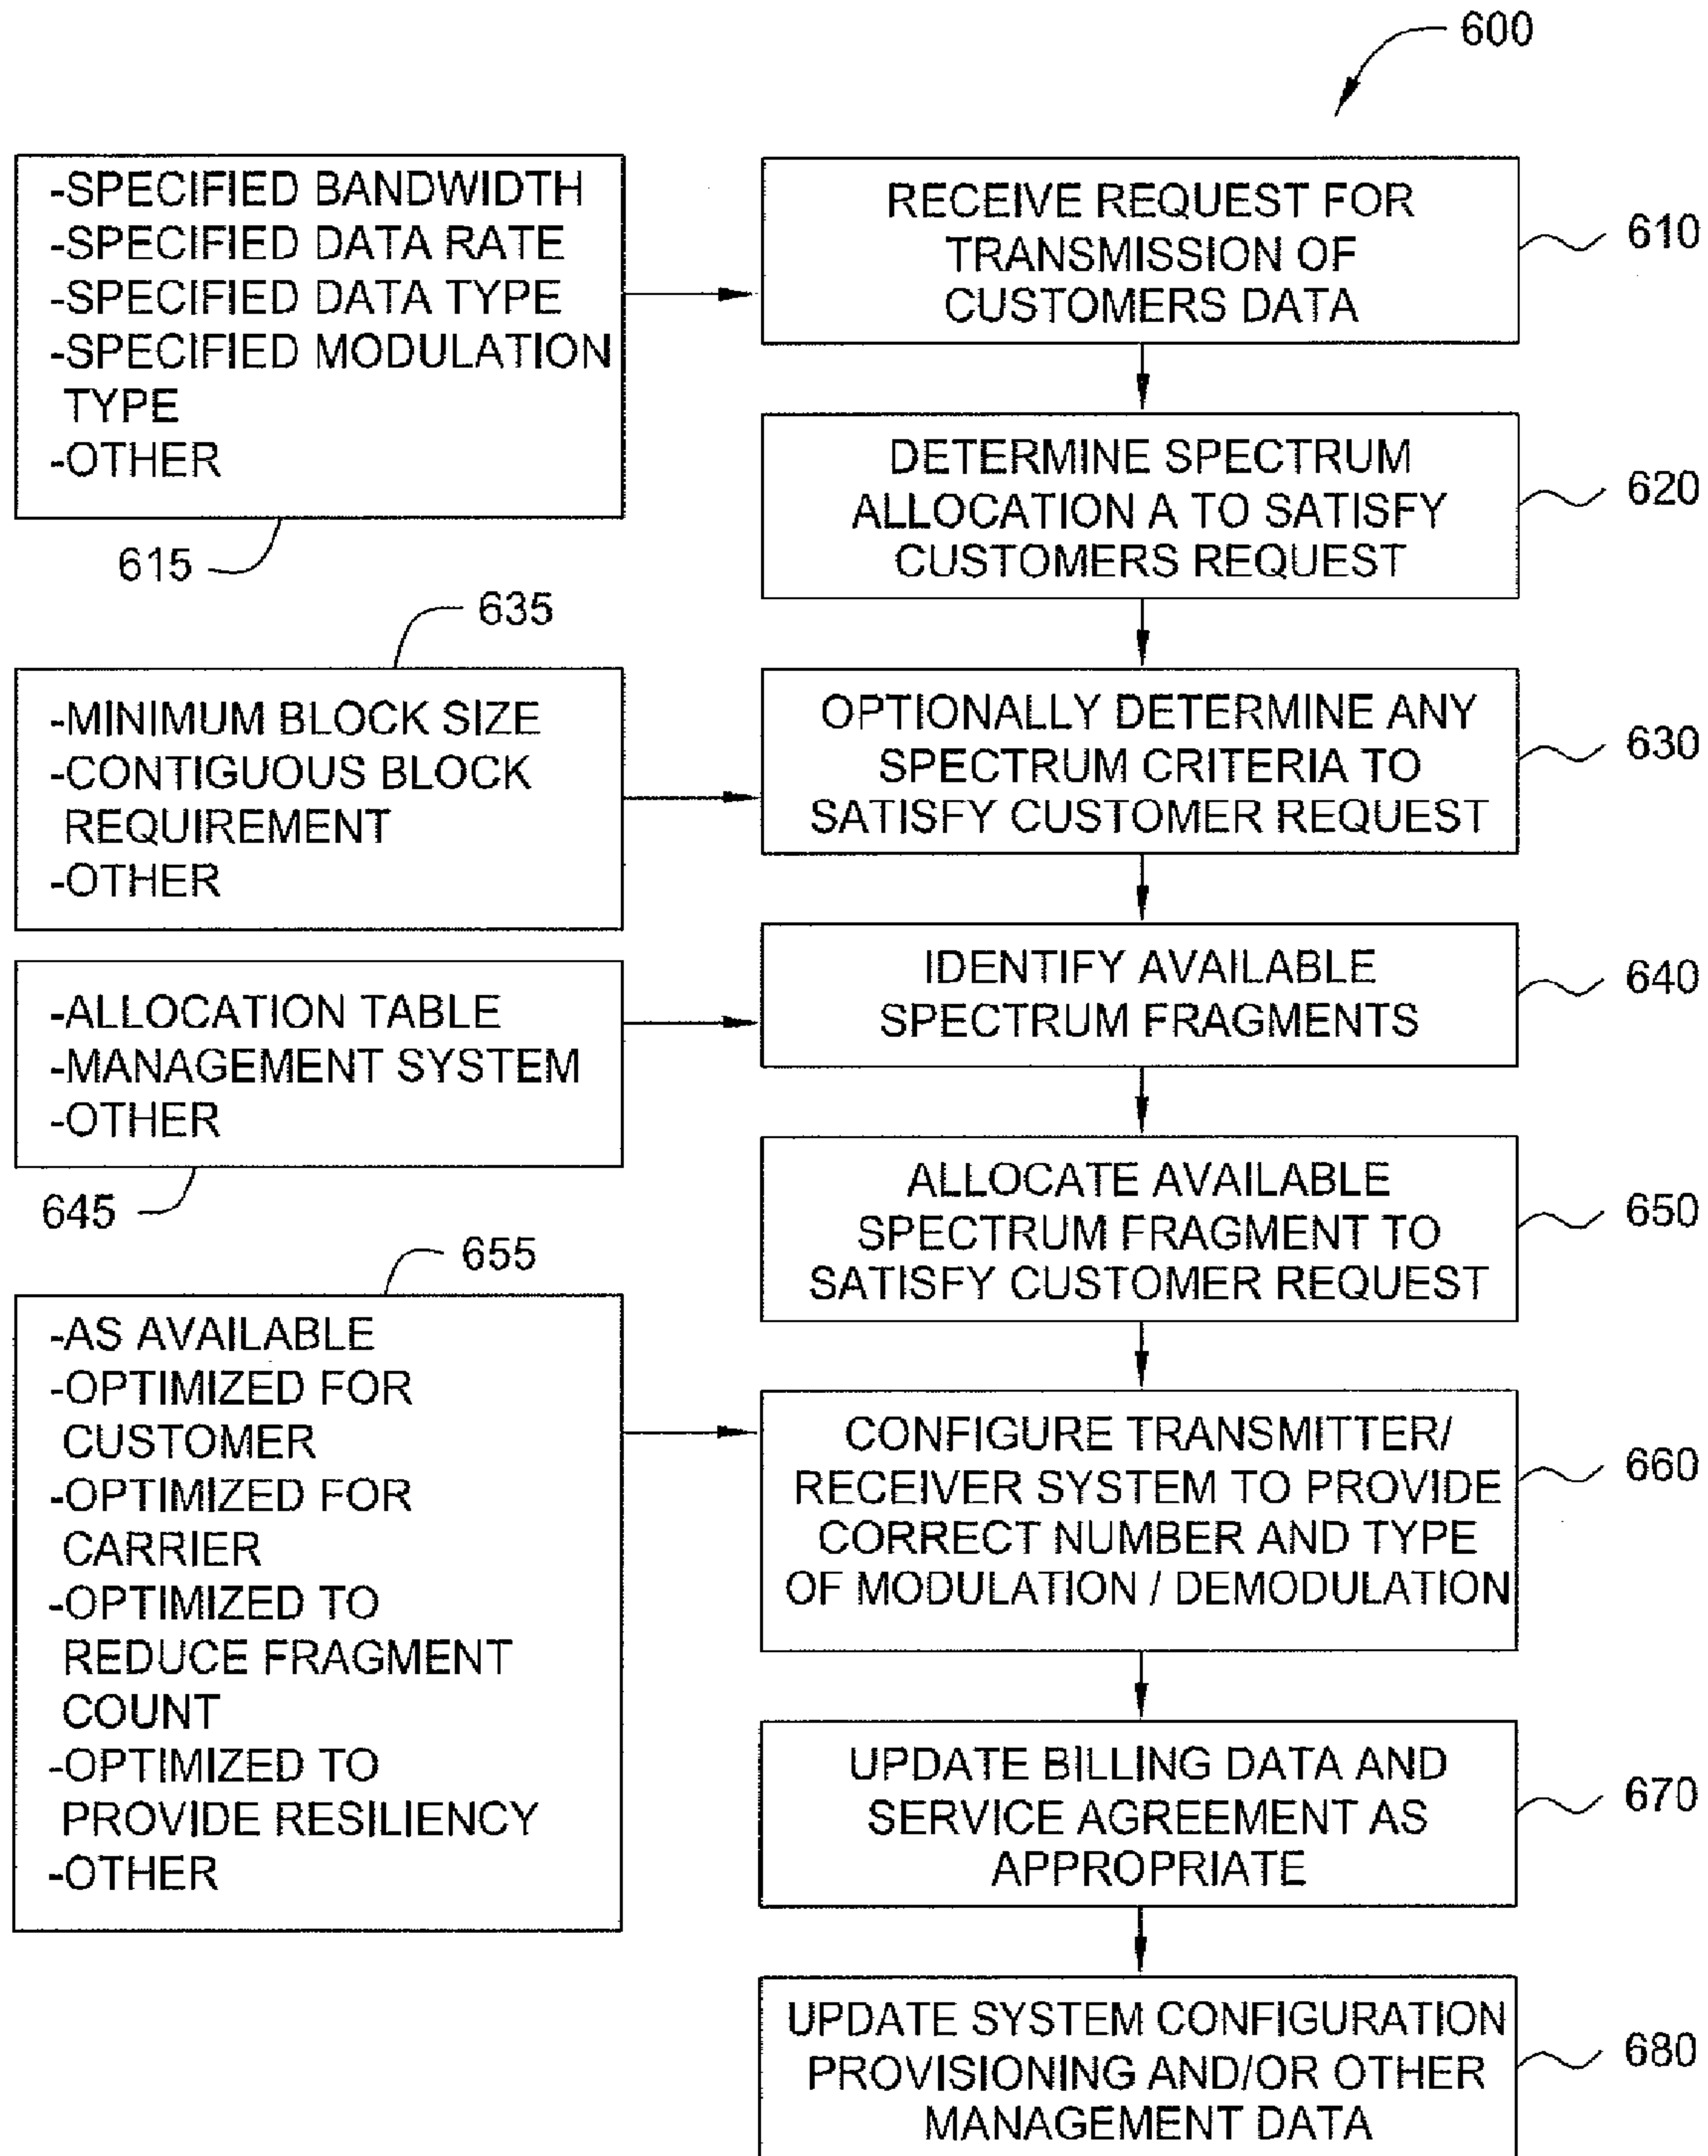 600
-SPECIFIED BANDWIDTH
-SPECIFIED DATA RATE
-SPECIFIED DATA TYPE
-SPECIFIED MODULATION
TYPE
-OTHER
615
RECEIVE REQUEST FOR
TRANSMISSION OF
CUSTOMERS DATA
610
DETERMINE SPECTRUM
ALLOCATION A TO SATISFY
CUSTOMERS REQUEST
620
635
-MINIMUM BLOCK SIZE
-CONTIGUOUS BLOCK
REQUIREMENT
-OTHER
OPTIONALLY DETERMINE ANY
SPECTRUM CRITERIA TO
SATISFY CUSTOMER REQUEST
630
-ALLOCATION TABLE
-MANAGEMENT SYSTEM
-OTHER
645
IDENTIFY AVAILABLE
SPECTRUM FRAGMENTS
640
ALLOCATE AVAILABLE
SPECTRUM FRAGMENT TO
SATISFY CUSTOMER REQUEST
650
655
-AS AVAILABLE
-OPTIMIZED FOR
CUSTOMER
-OPTIMIZED FOR
CARRIER
-OPTIMIZED TO
REDUCE FRAGMENT
COUNT
-OPTIMIZED TO
PROVIDE RESILIENCY
-OTHER
CONFIGURE TRANSMITTER/
RECEIVER SYSTEM TO PROVIDE
CORRECT NUMBER AND TYPE
OF MODULATION / DEMODULATION
660
UPDATE BILLING DATA AND
SERVICE AGREEMENT AS
APPROPRIATE
670
UPDATE SYSTEM CONFIGURATION
PROVISIONING AND/OR OTHER
MANAGEMENT DATA
680